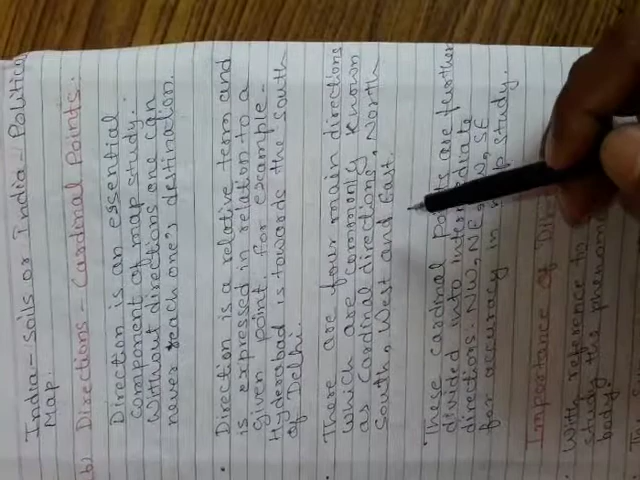 India - Soils or India - Political
Map.
(b) Directions - Cardinal Points:
Direction is an essential
component of map study.
Without directions one can
never reach ones destination.
Direction is a relative term and
is expressed in relation to a
given point. For example -
Hyderabad is towards the south
of Delhi.
There are four main directions
which are commonly known
as Cardinal directions, North
South, West and East.
These cardinal points are further
divided into intermediate
directions. NW, NE, SE
for accuracy in study.
Importance of
With reference to
study the
body.